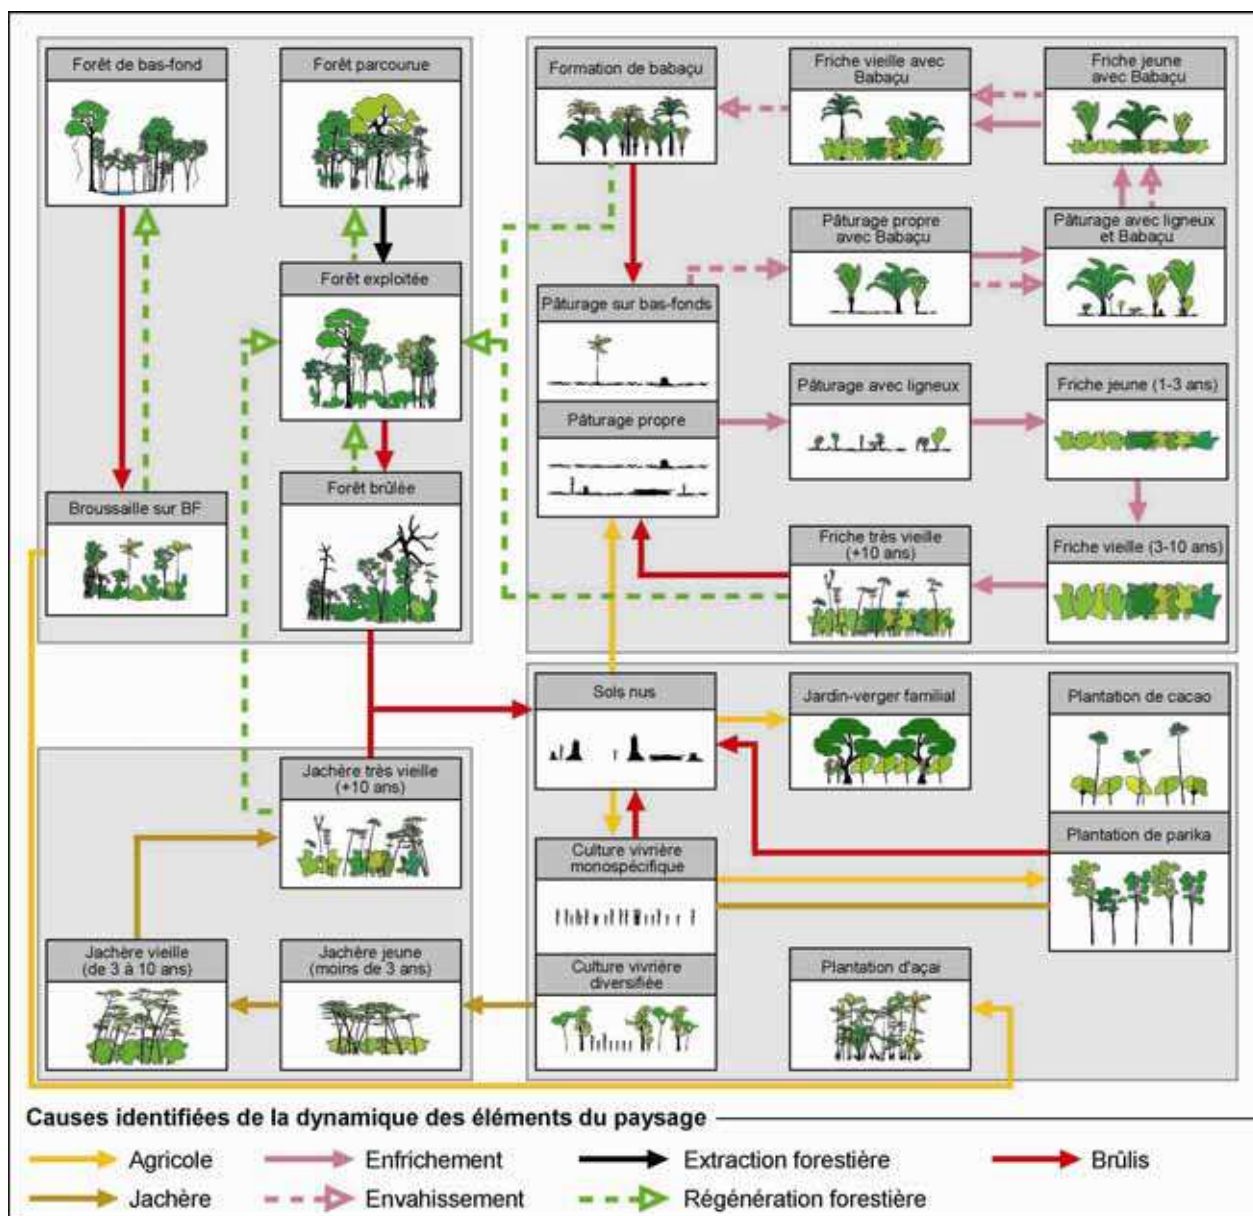 Forêt de bas-fond
Forêt parcourue
Forêt exploitée
Broussaille sur BF
Forêt brûlée
Formation de babaçu
Friche vieille avec
Babaçu
Friche jeune
avec Babaçu
Pâturage propre
avec Babaçu
Pâturage avec ligneux
et Babaçu
Pâturage sur bas-fonds
Pâturage propre
Pâturage avec ligneux
Friche jeune (1-3 ans)
Friche très vieille
(+10 ans)
Friche vieille (3-10 ans)
Jachère très vieille
(+10 ans)
Jachère vieille
(de 3 à 10 ans)
Jachère jeune
(moins de 3 ans)
Sols nus
Jardin-verger familial
Plantation de cacao
Plantation de parika
Culture vivrière
monospécifique
Culture vivrière
diversifiée
Plantation d'açai
Causes identifiées de la dynamique des éléments du paysage
Agricole
Enfrichement
Extraction forestière
Brûlis
Jachère
Envahissement
Régénération forestière